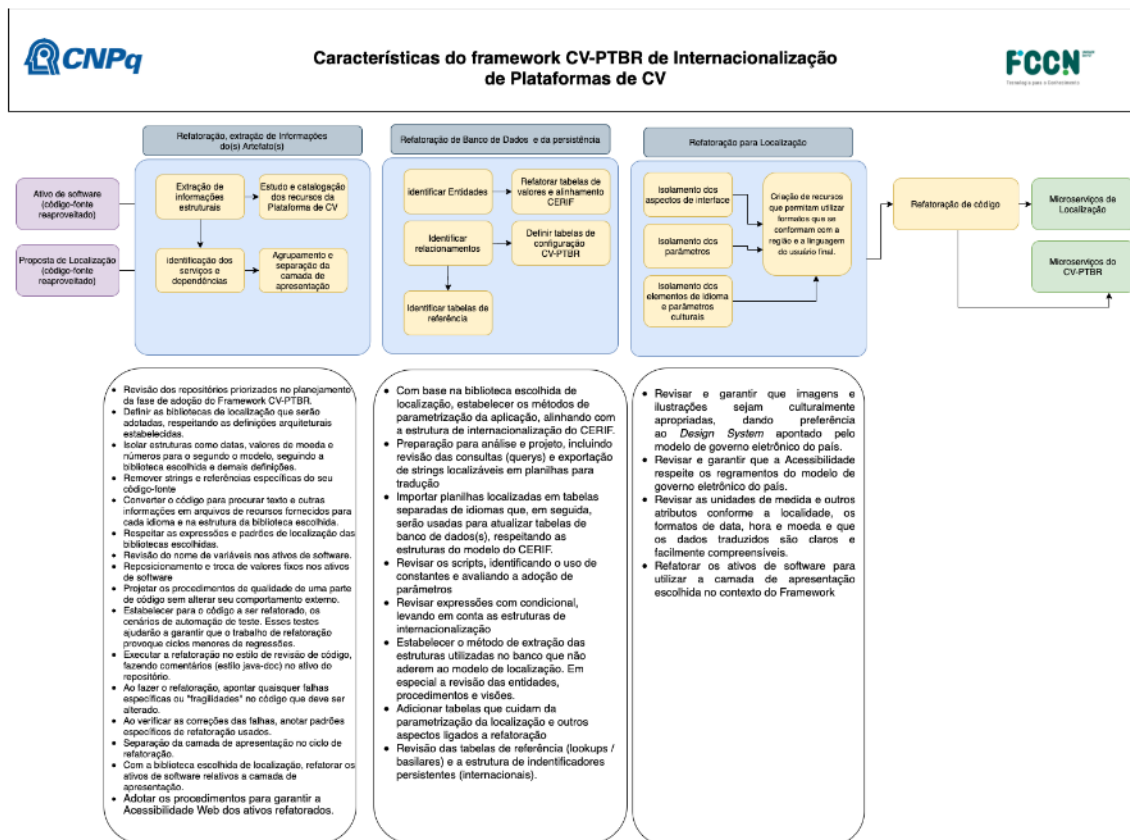 CNPq
Características do framework CV-PTBR de Internacionalização
de Plataformas de CV
FCCN
Tecnologia para o Conhecimento
Refatoração, extração de Informações
do(s) Artefato(s)
Refatoração de Banco de Dados e da persistência
Refatoração para Localização
Ativo de software
(código-fonte
reaproveitado)
Proposta de Localização
(código-fonte
reaproveitado)
Extração de
informações
estruturais
Estudo e catalogação
dos recursos da
Plataforma de CV
Identificação dos
serviços e
dependências
Agrupamento e
separação da
camada de
apresentação
Identificar Entidades
Refatorar tabelas de
valores e alinhamento
CERIF
Identificar
relacionamentos
Definir tabelas de
configuração
CV-PTBR
Identificar tabelas de
referência
Isolamento dos
aspectos de interface
Isolamento dos
parâmetros
Isolamento dos
elementos de idioma e
parâmetros
culturais
Criação de recursos
que permitam utilizar
formatos que se
conformam com a
região e a linguagem
do usuário final.
Refatoração de código
Microserviços de
Localização
Microserviços do
CV-PTBR
• Revisão dos repositórios priorizados no planejamento
da fase de adoção do Framework CV-PTBR.
• Definir as bibliotecas de localização que serão
adotadas, respeitando as definições arquiteturais
estabelecidas.
• Isolar estruturas como datas, valores de moeda e
números para o segundo o modelo, seguindo a
biblioteca escolhida e demais definições.
• Remover strings e referências específicas do seu
código-fonte
• Converter o código para procurar texto e outras
informações em arquivos de recursos fornecidos para
cada idioma e na estrutura da biblioteca escolhida.
• Respeitar as expressões e padrões de localização das
bibliotecas escolhidas.
• Revisão do nome de variáveis nos ativos de software.
• Reposicionamento e troca de valores fixos nos ativos
de software
• Projetar os procedimentos de qualidade de uma parte
de código sem alterar seu comportamento externo.
• Estabelecer para o código a ser refatorado, os
cenários de automação de teste. Esses testes
ajudarão a garantir que o trabalho de refatoração
provoque ciclos menores de regressões.
• Executar a refatoração no estilo de revisão de código,
fazendo comentários (estilo java-doc) no ativo do
repositório.
• Ao fazer o refatoração, apontar quaisquer falhas
específicas ou "fragilidades" no código que deve ser
alterado.
• Ao verificar as correções das falhas, anotar padrões
específicos de refatoração usados.
• Separação da camada de apresentação no ciclo de
refatoração.
• Com a biblioteca escolhida de localização, refatorar os
ativos de software relativos a camada de
apresentação.
• Adotar os procedimentos para garantir a
Acessibilidade Web dos ativos refatorados.
• Com base na biblioteca escolhida de
localização, estabelecer os métodos de
parametrização da aplicação, alinhando com
a estrutura de internacionalização do CERIF.
• Preparação para análise e projeto, incluindo
revisão das consultas (querys) e exportação
de strings localizáveis em planilhas para
tradução
• Importar planilhas localizadas em tabelas
separadas de idiomas que, em seguida,
serão usadas para atualizar tabelas de
banco de dados(s), respeitando as
estruturas do modelo do CERIF.
• Revisar os scripts, identificando o uso de
constantes e avaliando a adoção de
parâmetros
• Revisar expressões com condicional,
levando em conta as estruturas de
internacionalização
• Estabelecer o método de extração das
estruturas utilizadas no banco que não
aderem ao modelo de localização. Em
especial a revisão das entidades,
procedimentos e visões.
• Adicionar tabelas que cuidam da
parametrização da localização e outros
aspectos ligados a refatoração
• Revisão das tabelas de referência (lookups /
basilares) e a estrutura de indentificadores
persistentes (internacionais).
• Revisar e garantir que imagens e
ilustrações sejam culturalmente
apropriadas, dando preferência
ao Design System apontado pelo
modelo de governo eletrônico do país.
• Revisar e garantir que a Acessibilidade
respeite os regramentos do modelo de
governo eletrônico do país.
• Revisar as unidades de medida e outros
atributos conforme a localidade, os
formatos de data, hora e moeda e que
os dados traduzidos são claros e
facilmente compreensíveis.
• Refatorar os ativos de software para
utilizar a camada de apresentação
escolhida no contexto do Framework